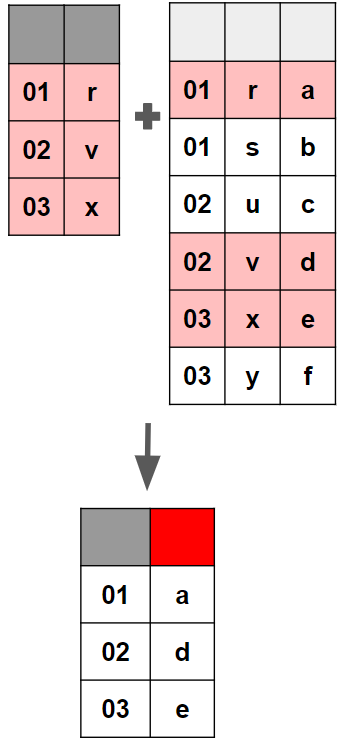 01 r
02 v
03 x
01 r a
01 s b
02 u c
02 v d
03 x e
03 y f
01 a
02 d
03 e